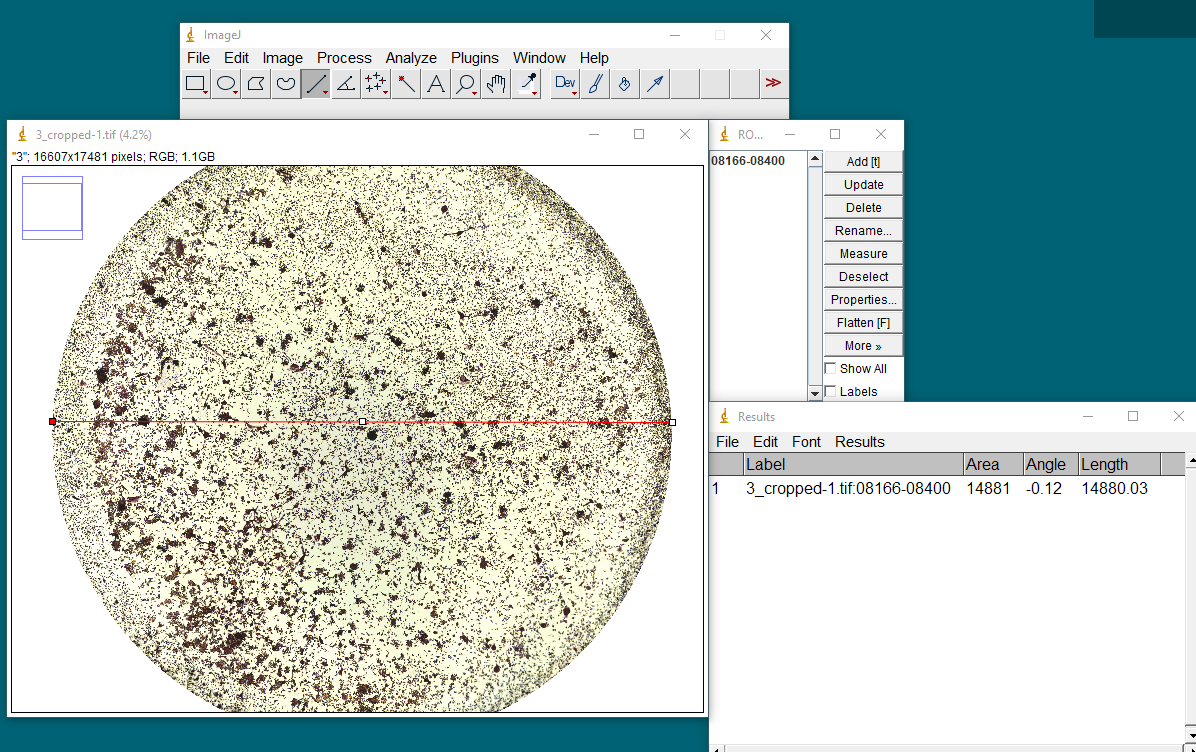 ImageJ
File Edit Image Process Analyze Plugins Window Help
A Dev ≫
3_cropped-1.tif (4.2%)
"3"; 16607x17481 pixels; RGB; 1.1GB
RO...
08166-08400
Add [t]
Update
Delete
Rename...
Measure
Deselect
Properties...
Flatten [F]
More »
Show All
Labels
Results
File Edit Font Results
Label Area Angle Length
1 3_cropped-1.tif:08166-08400 14881 -0.12 14880.03